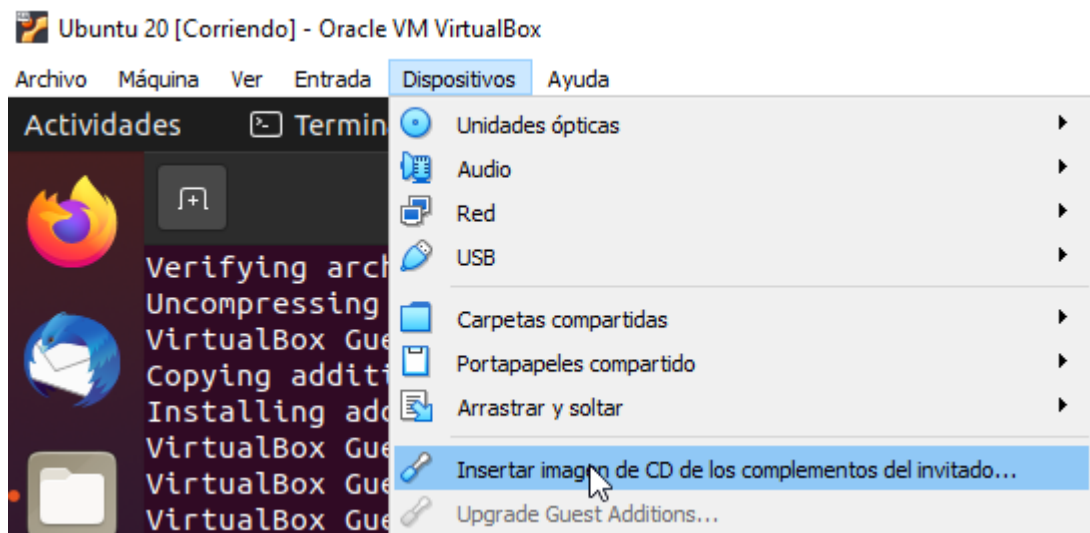 Ubuntu 20 [Corriendo] - Oracle VM VirtualBox
Archivo Máquina Ver Entrada Dispositivos Ayuda
Actividades Termin
Unidades ópticas
Audio
Red
USB
Carpetas compartidas
Portapapeles compartido
Arrastrar y soltar
Insertar imagen de CD de los complementos del invitado...
Upgrade Guest Additions...
Verifying arch
Uncompressing
VirtualBox Gue
Copying additi
Installing add
VirtualBox Gue
VirtualBox Gue
VirtualBox Gue